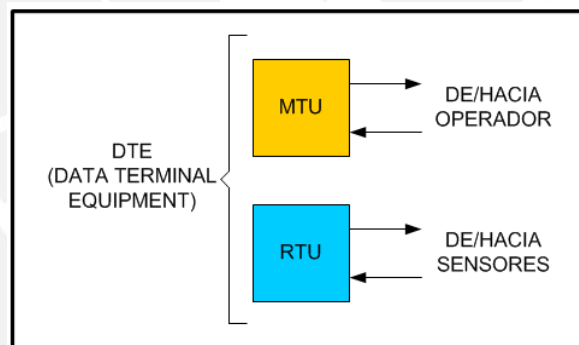 DTE
(DATA TERMINAL
EQUIPMENT)
MTU
DE/HACIA
OPERADOR
RTU
DE/HACIA
SENSORES